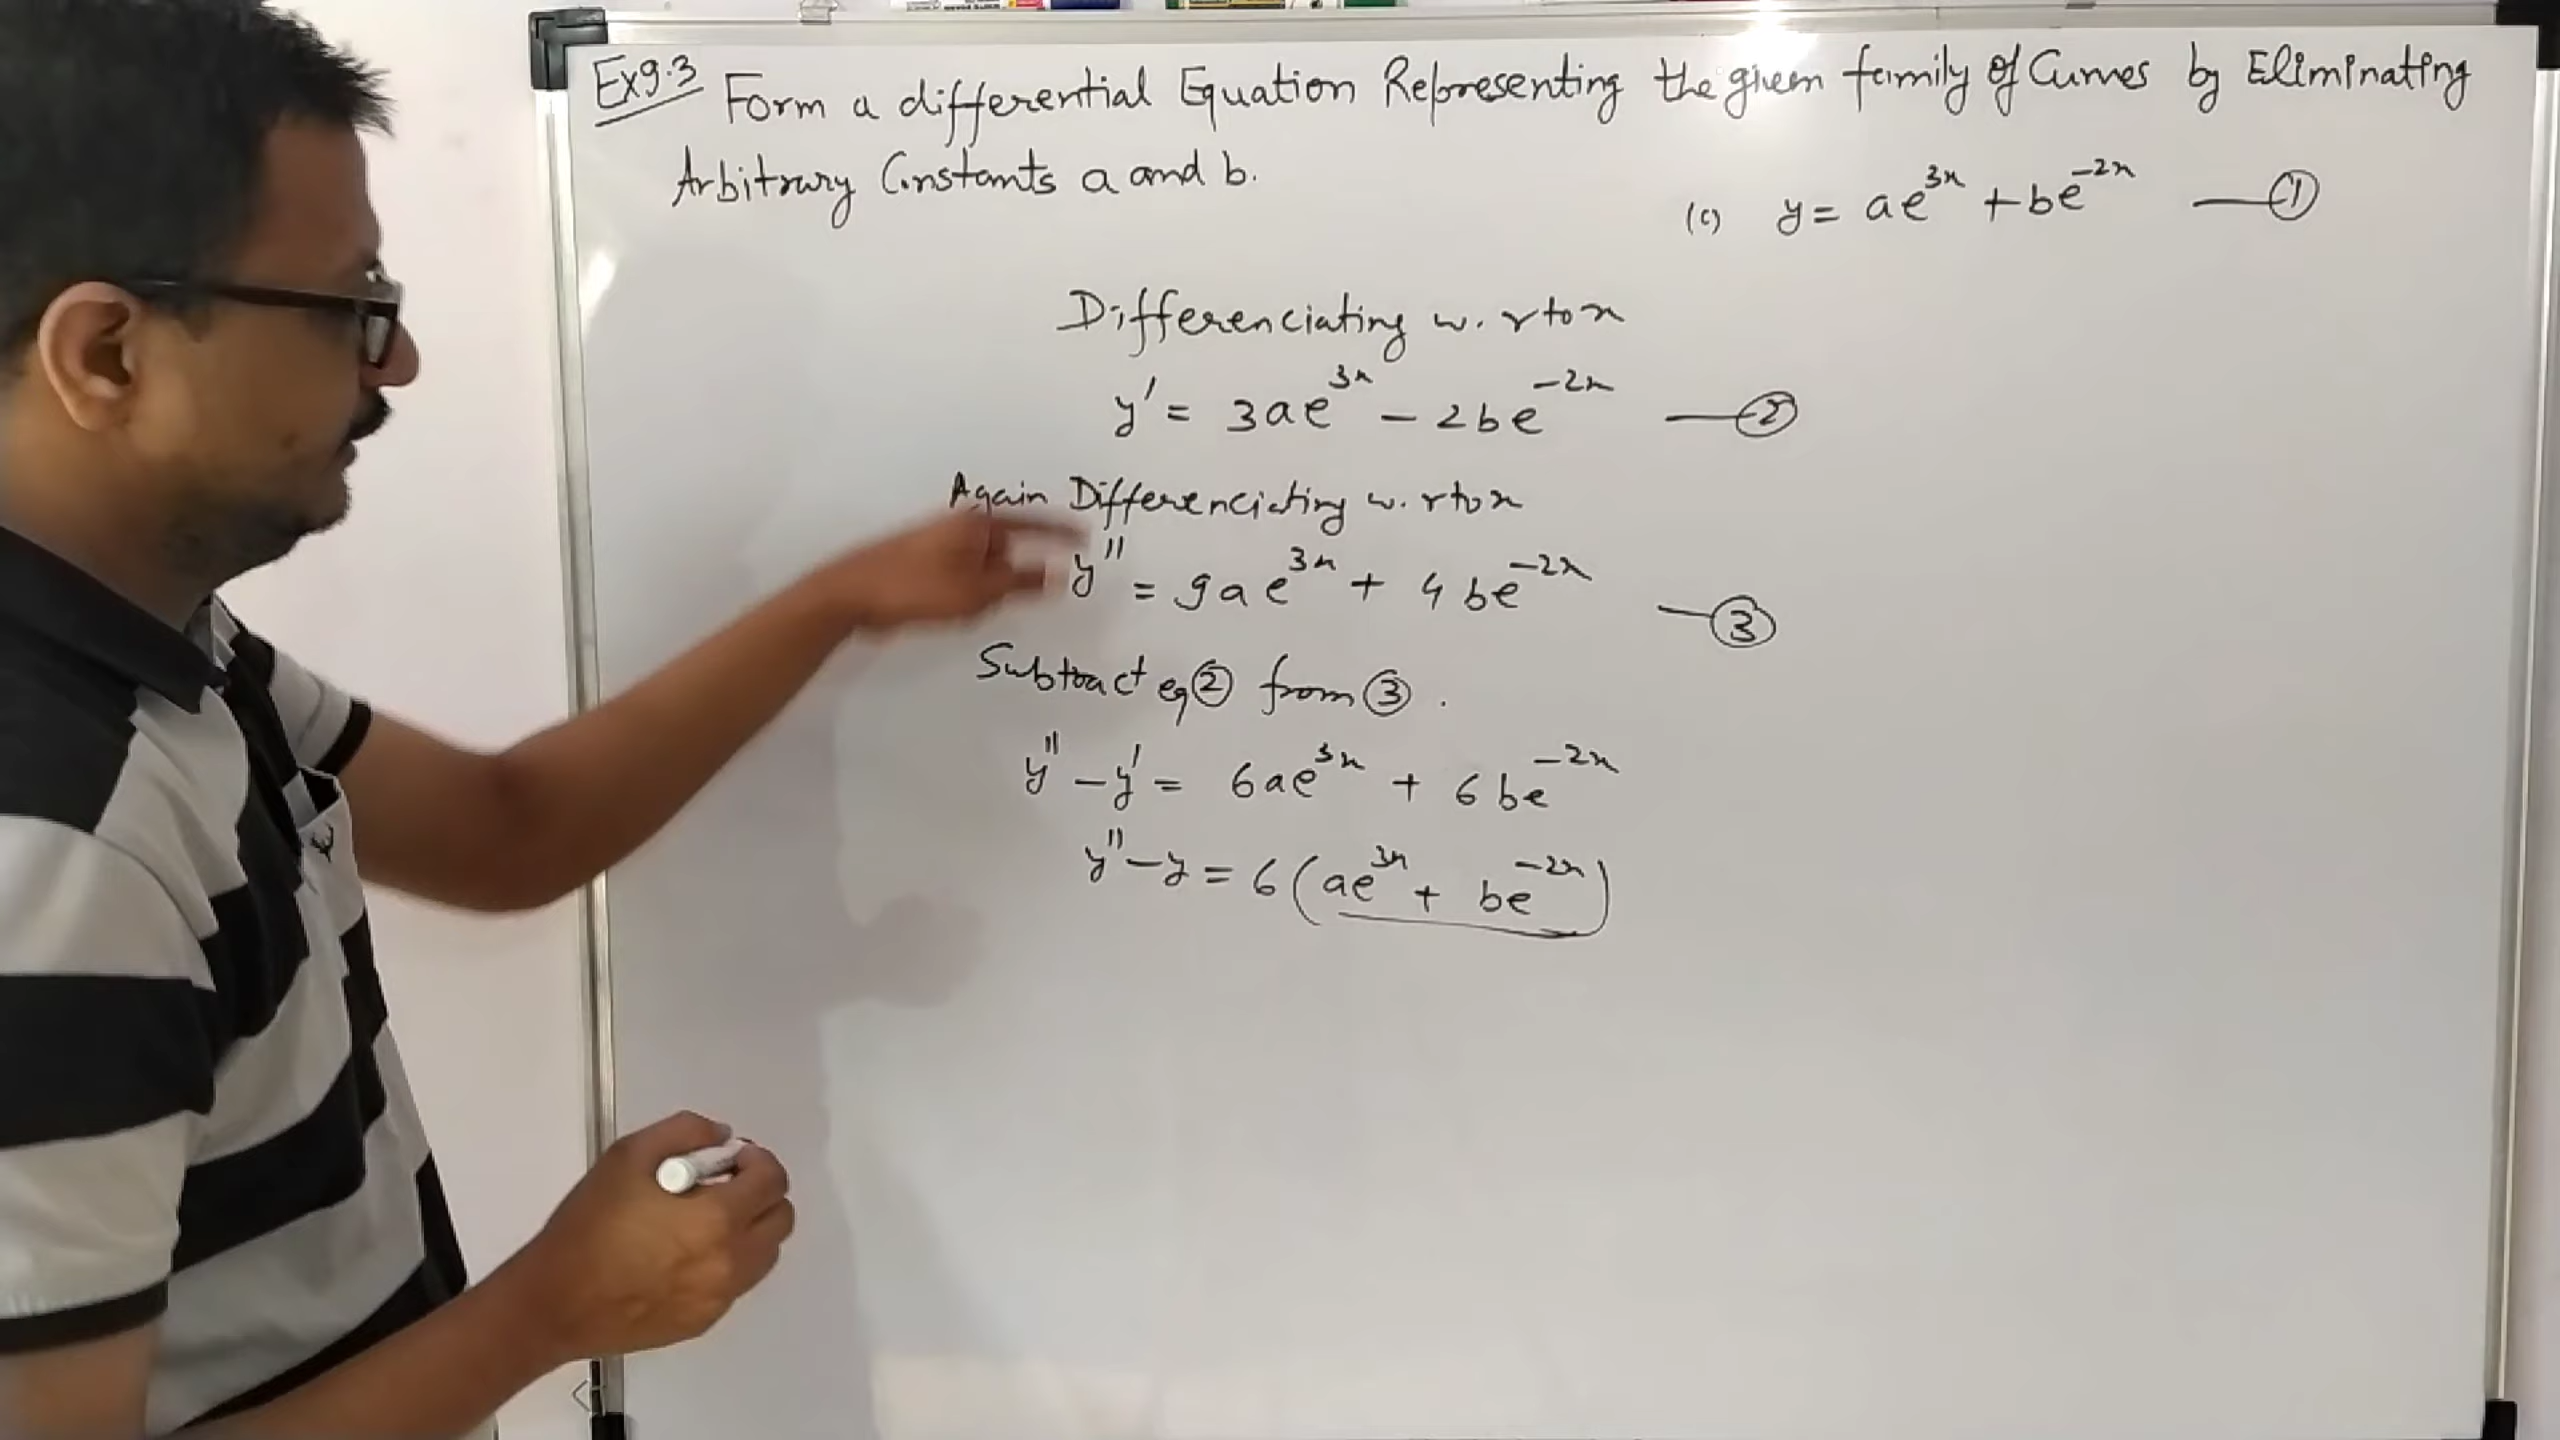 Ex 9.3 Form a differential Equation Representing the given family of Curves by Eliminating
Arbitrary Constants a and b.
(c) y = ae^{3x} + be^{-2x} —①
Differenciating w. r to x
y' = 3ae^{3x} - 2be^{-2x} —②
Again Differenciating w. r to x
y'' = 9ae^{3x} + 4be^{-2x} —③
Subtract eq② from ③.
y'' - y' = 6ae^{3x} + 6be^{-2x}
y'' - y = 6(ae^{3x} + be^{-2x})